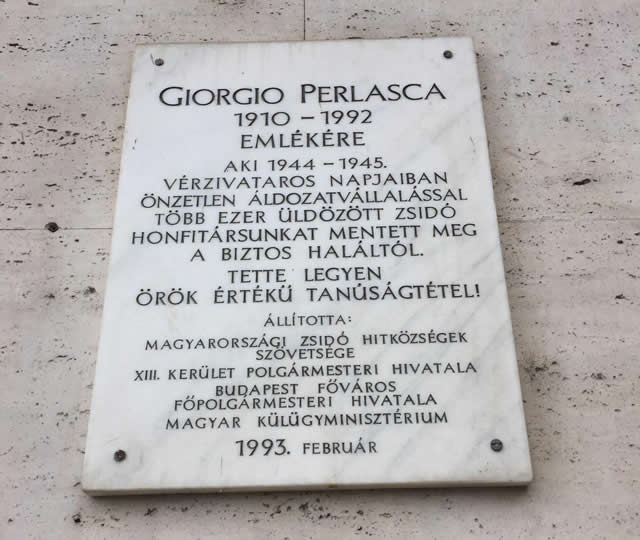 GIORGIO PERLASCA
1910 – 1992
EMLÉKÉRE
AKI 1944 – 1945.
VÉRZIVATAROS NAPJAIBAN
ÖNZETLEN ÁLDOZATVÁLLALÁSSAL
TÖBB EZER ÜLDÖZÖTT ZSIDÓ
HONFITÁRSUNKAT MENTETT MEG
A BIZTOS HALÁLTÓL.
TETTE LEGYEN
ÖRÖK ÉRTÉKŰ TANÚSÁGTÉTEL!
ÁLLÍTOTTA:
MAGYARORSZÁGI ZSIDÓ HITKÖZSÉGEK
SZÖVETSÉGE
XIII. KERÜLET POLGÁRMESTERI HIVATALA
BUDAPEST FŐVÁROS
FŐPOLGÁRMESTERI HIVATALA
MAGYAR KÜLÜGYMINISZTÉRIUM
1993. FEBRUÁR